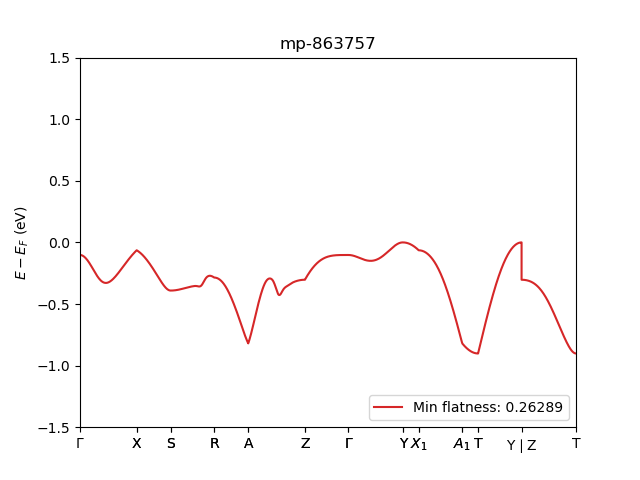 mp-863757
E − E_F (eV)
1.5
1.0
0.5
0.0
−0.5
−1.0
−1.5
Min flatness: 0.26289
Γ X S R A Z Γ Y X₁ A₁ T Y | Z T